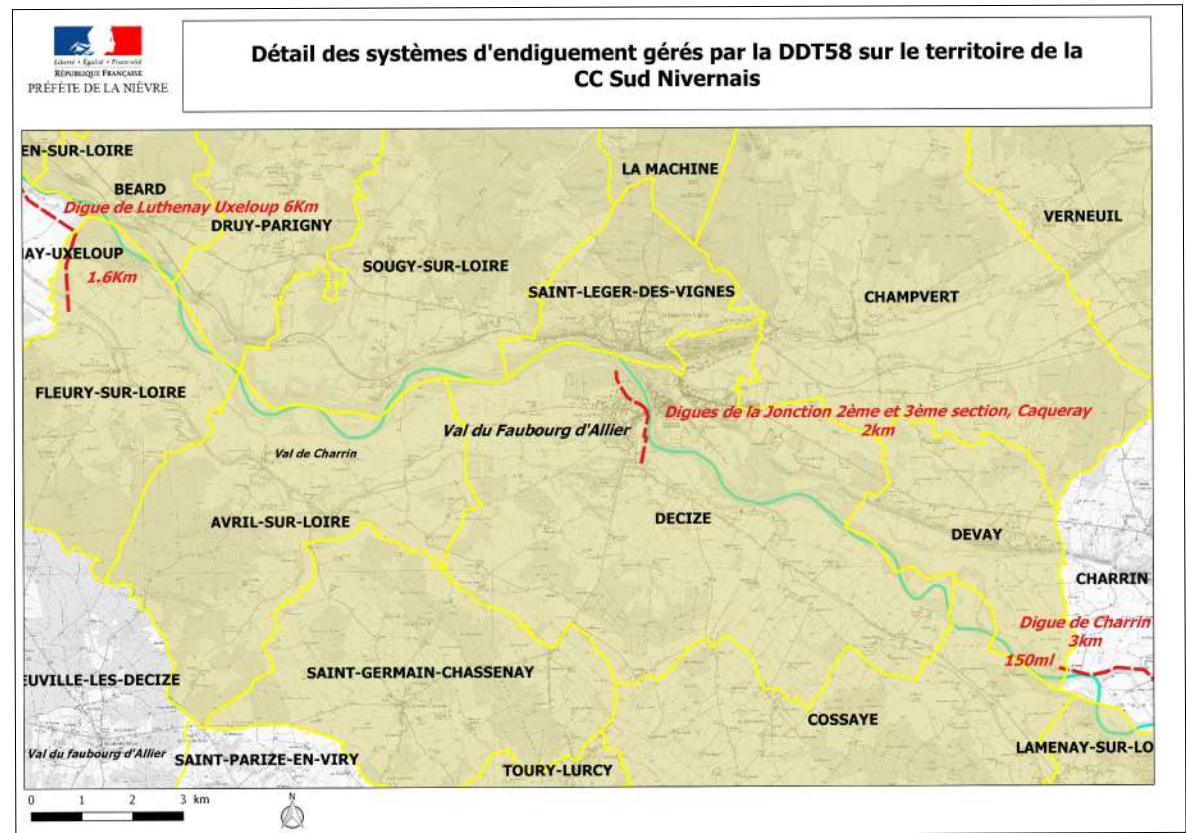 Liberté • Égalité • Fraternité
RÉPUBLIQUE FRANÇAISE
PRÉFÈTE DE LA NIÈVRE
Détail des systèmes d'endiguement gérés par la DDT58 sur le territoire de la
CC Sud Nivernais
EN-SUR-LOIRE
LA MACHINE
BEARD
Digue de Luthenay Uxeloup 6Km
VERNEUIL
DRUY-PARIGNY
AY-UXELOUP
SOUGY-SUR-LOIRE
1.6Km
SAINT-LEGER-DES-VIGNES
CHAMPVERT
FLEURY-SUR-LOIRE
Digues de la Jonction 2ème et 3ème section, Caqueray
2km
Val du Faubourg d'Allier
Val de Charrin
AVRIL-SUR-LOIRE
DECIZE
DEVAY
CHARRIN
Digue de Charrin
3km
150ml
SAINT-GERMAIN-CHASSENAY
EUVILLE-LES-DECIZE
COSSAYE
LAMENAY-SUR-LO
Val du faubourg d'Allier
SAINT-PARIZE-EN-VIRY
TOURY-LURCY
0 1 2 3 km
N